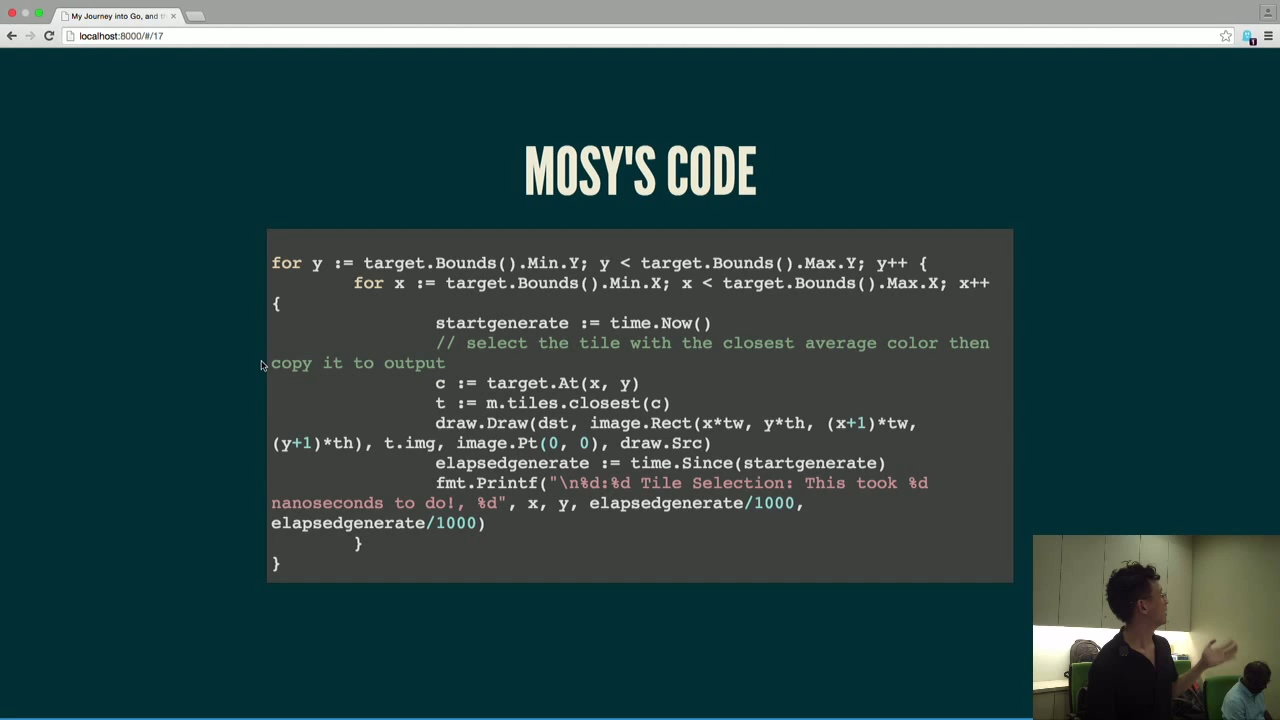 My Journey into Go, and th
localhost:8000/#/17
1
MOSY'S CODE
for y := target.Bounds().Min.Y; y < target.Bounds().Max.Y; y++ {
for x := target.Bounds().Min.X; x < target.Bounds().Max.X; x++
{
startgenerate := time.Now()
// select the tile with the closest average color then
copy it to output
c := target.At(x, y)
t := m.tiles.closest(c)
draw.Draw(dst, image.Rect(x*tw, y*th, (x+1)*tw,
(y+1)*th), t.img, image.Pt(0, 0), draw.Src)
elapsedgenerate := time.Since(startgenerate)
fmt.Printf("\n%d:%d Tile Selection: This took %d
nanoseconds to do!, %d", x, y, elapsedgenerate/1000,
elapsedgenerate/1000)
}
}